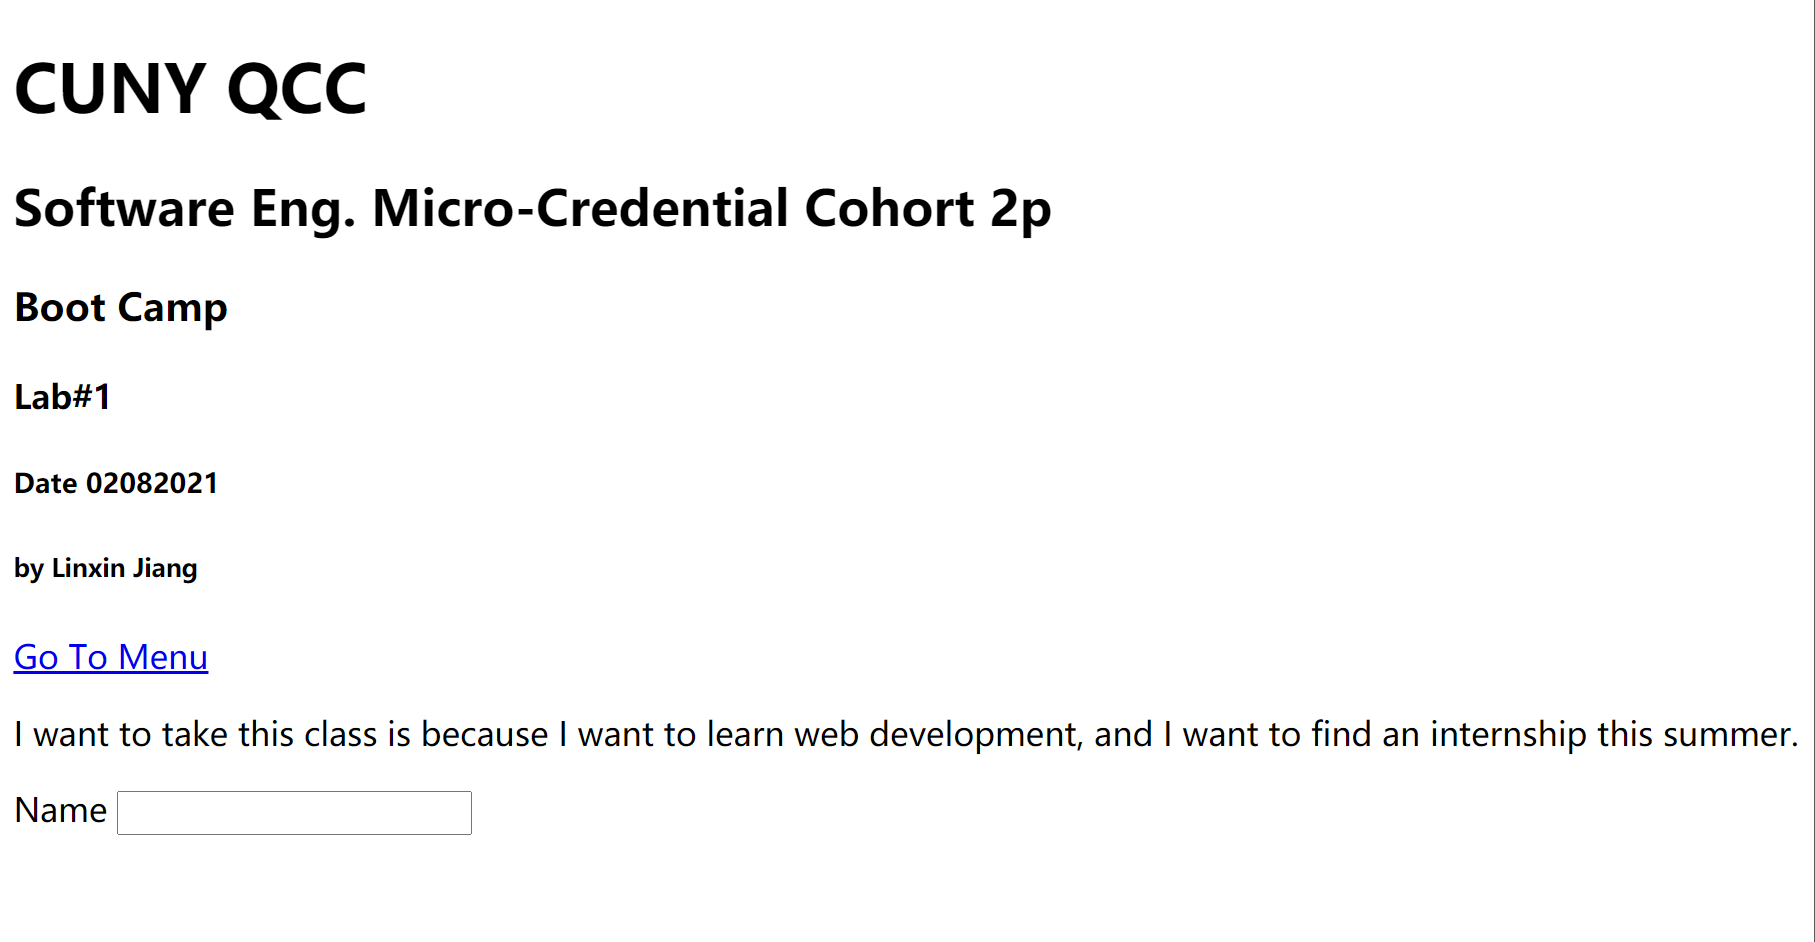 CUNY QCC
Software Eng. Micro-Credential Cohort 2p
Boot Camp
Lab#1
Date 02082021
by Linxin Jiang
Go To Menu
I want to take this class is because I want to learn web development, and I want to find an internship this summer.
Name